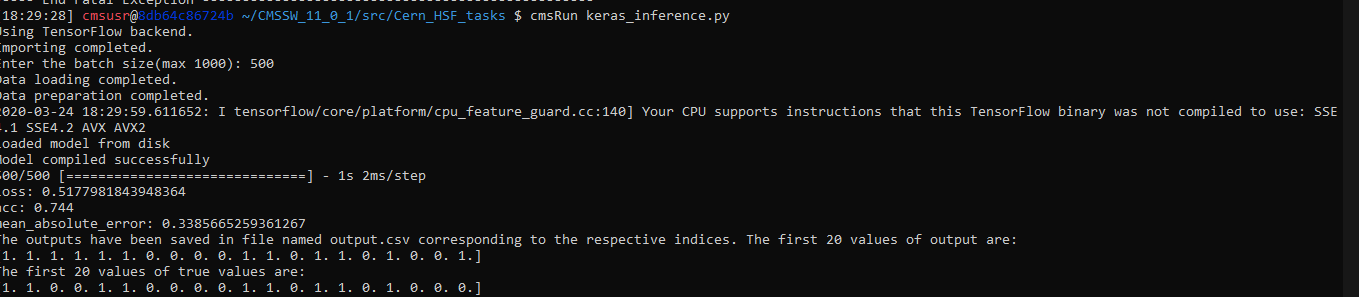 ----- End Fatal Exception -------------------------------------------------
18:29:28] cmsusr@8db64c86724b ~/CMSSW_11_0_1/src/Cern_HSF_tasks $ cmsRun keras_inference.py
sing TensorFlow backend.
mporting completed.
nter the batch size(max 1000): 500
ata loading completed.
ata preparation completed.
020-03-24 18:29:59.611652: I tensorflow/core/platform/cpu_feature_guard.cc:140] Your CPU supports instructions that this TensorFlow binary was not compiled to use: SSE
.1 SSE4.2 AVX AVX2
oaded model from disk
odel compiled successfully
500/500 [==============================] - 1s 2ms/step
oss: 0.5177981843948364
cc: 0.744
ean_absolute_error: 0.3385665259361267
he outputs have been saved in file named output.csv corresponding to the respective indices. The first 20 values of output are:
1. 1. 1. 1. 1. 1. 0. 0. 0. 0. 1. 1. 0. 1. 1. 0. 1. 0. 0. 1.]
he first 20 values of true values are:
1. 1. 0. 0. 1. 1. 0. 0. 0. 0. 1. 1. 0. 1. 1. 0. 1. 0. 0. 0.]